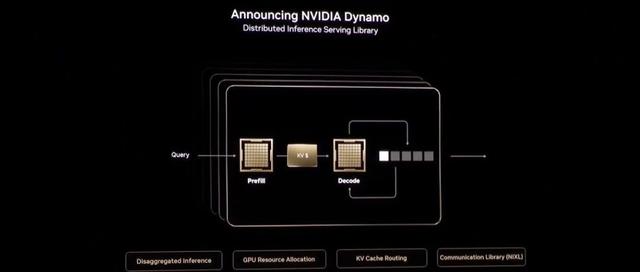 Announcing NVIDIA Dynamo
Distributed Inference Serving Library
Query
KV $
Prefill
Decode
Disaggregated Inference
GPU Resource Allocation
KV Cache Routing
Communication Library (NIXL)